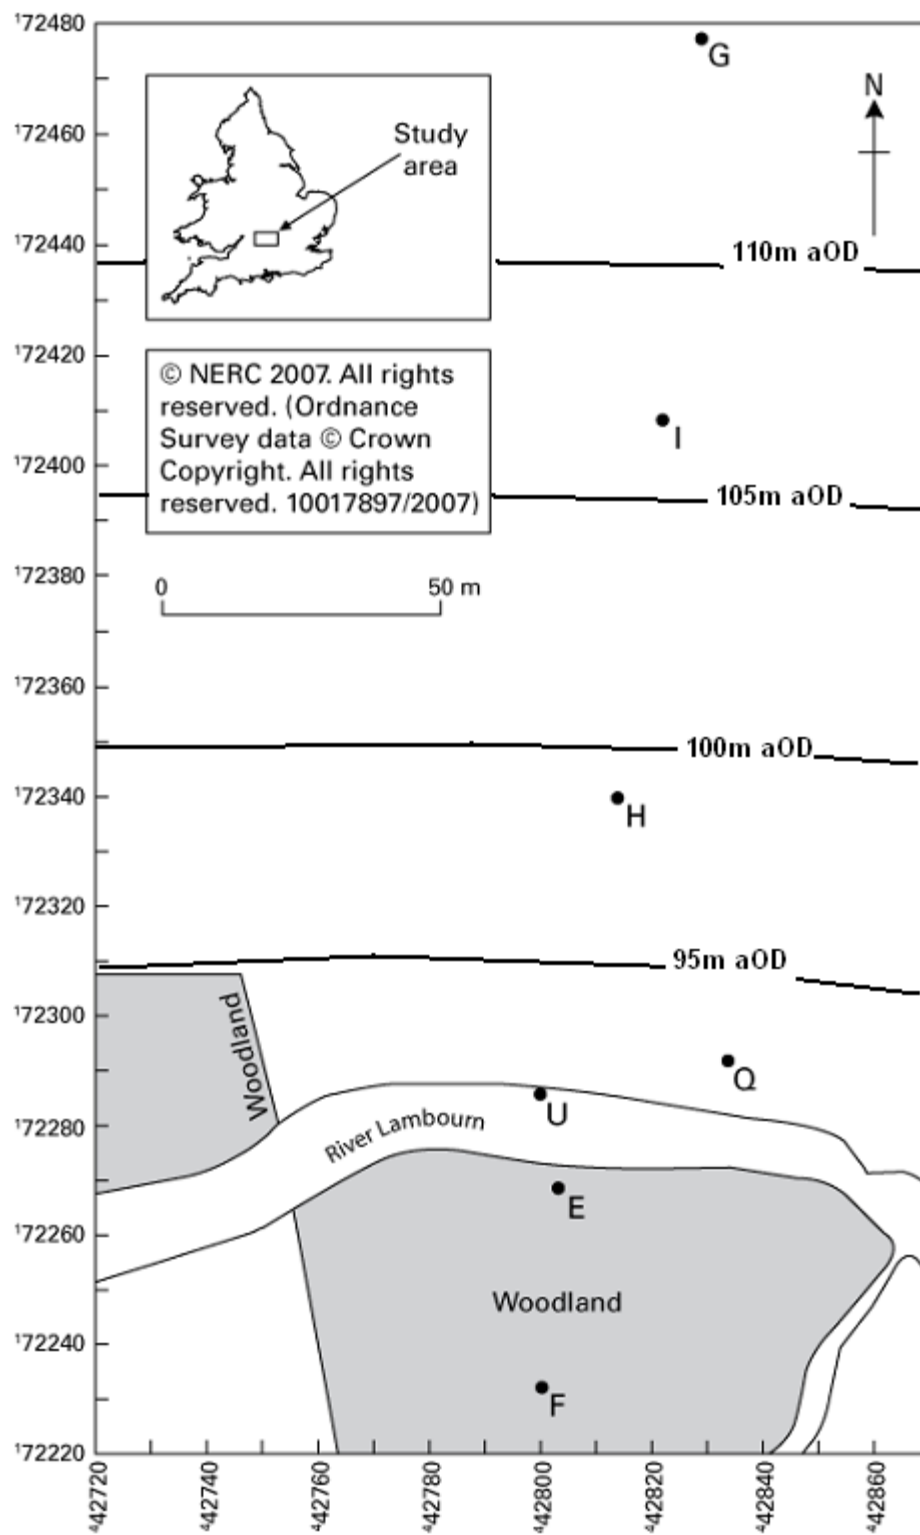 ¹72480
G
N
¹72460
Study
area
¹72440
110m aOD
¹72420
© NERC 2007. All rights
reserved. (Ordnance
Survey data © Crown
Copyright. All rights
reserved. 10017897/2007)
I
¹72400
105m aOD
¹72380
0 50 m
¹72360
100m aOD
¹72340
H
¹72320
95m aOD
¹72300
Woodland
Q
¹72280
River Lambourn
U
E
¹72260
Woodland
¹72240
F
¹72220
⁴42720
⁴42740
⁴42760
⁴42780
⁴42800
⁴42820
⁴42840
⁴42860